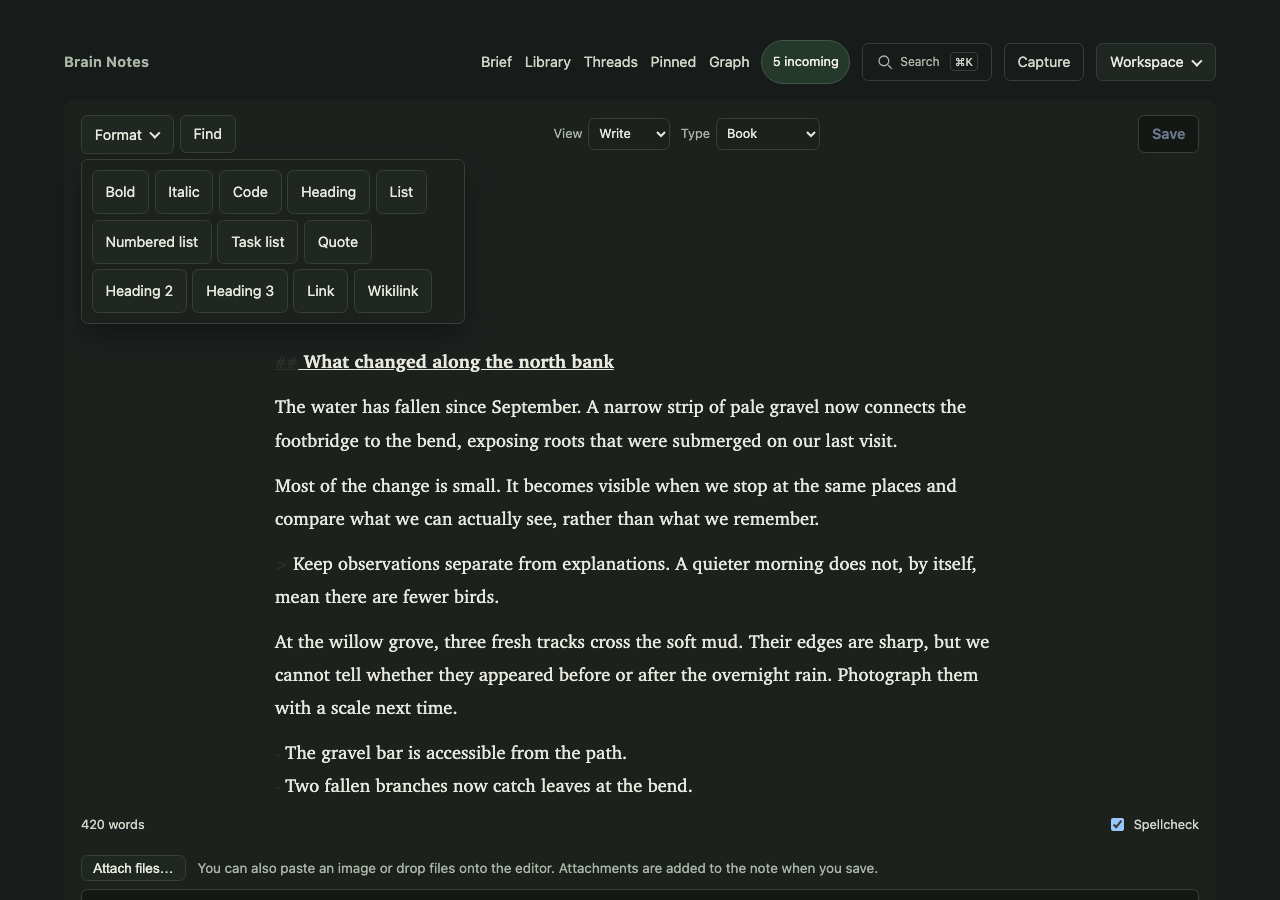 Brain Notes
Brief Library Threads Pinned Graph 5 incoming Search ⌘K Capture Workspace
Format Find View Write Type Book Save
Bold Italic Code Heading List
Numbered list Task list Quote
Heading 2 Heading 3 Link Wikilink
## What changed along the north bank
The water has fallen since September. A narrow strip of pale gravel now connects the
footbridge to the bend, exposing roots that were submerged on our last visit.
Most of the change is small. It becomes visible when we stop at the same places and
compare what we can actually see, rather than what we remember.
> Keep observations separate from explanations. A quieter morning does not, by itself,
mean there are fewer birds.
At the willow grove, three fresh tracks cross the soft mud. Their edges are sharp, but we
cannot tell whether they appeared before or after the overnight rain. Photograph them
with a scale next time.
- The gravel bar is accessible from the path.
- Two fallen branches now catch leaves at the bend.
420 words Spellcheck
Attach files... You can also paste an image or drop files onto the editor. Attachments are added to the note when you save.